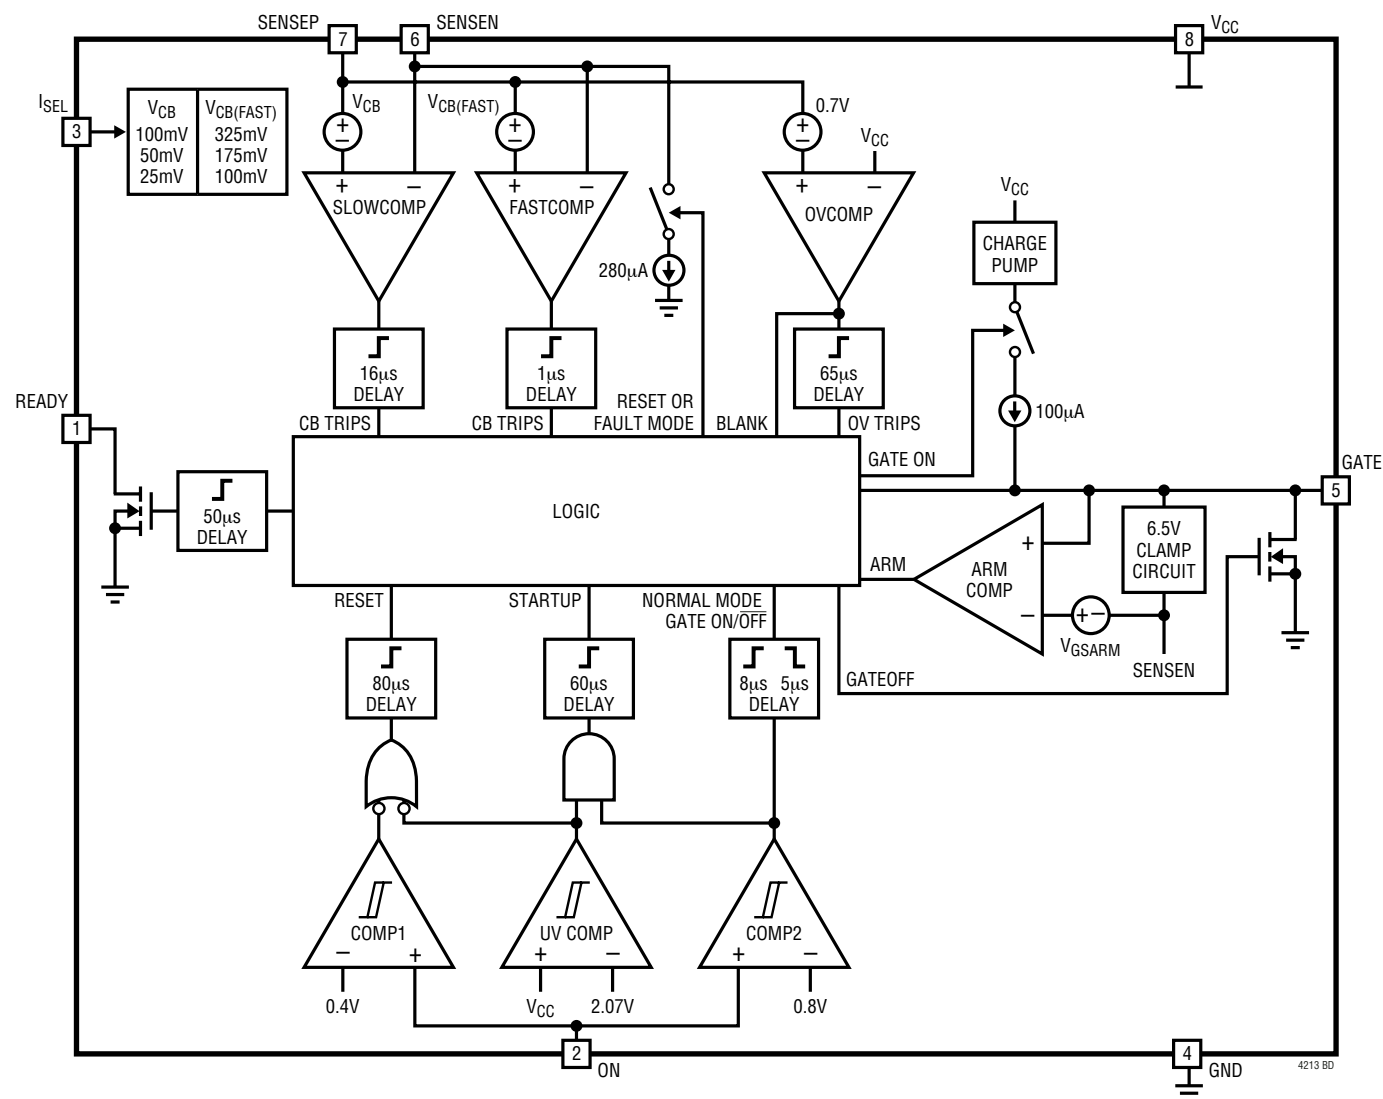 SENSEP
7
6
SENSEN
8
VCC
ISEL
3
VCB VCB(FAST)
100mV 325mV
50mV 175mV
25mV 100mV
VCB
+
−
VCB(FAST)
+
−
0.7V
+
−
VCC
+ −
SLOWCOMP
+ −
FASTCOMP
+ −
OVCOMP
280µA
VCC
CHARGE
PUMP
100µA
16µs
DELAY
1µs
DELAY
65µs
DELAY
CB TRIPS
CB TRIPS
RESET OR
FAULT MODE
BLANK
OV TRIPS
READY
1
50µs
DELAY
LOGIC
GATE ON
GATE
5
ARM
+
ARM
COMP
−
+ −
VGSARM
6.5V
CLAMP
CIRCUIT
SENSEN
RESET
STARTUP
NORMAL MODE
GATE ON/OFF
GATEOFF
80µs
DELAY
60µs
DELAY
8µs 5µs
DELAY
COMP1
− +
UV COMP
+ −
COMP2
+ −
0.4V
VCC
2.07V
0.8V
2
ON
4
GND
4213 BD